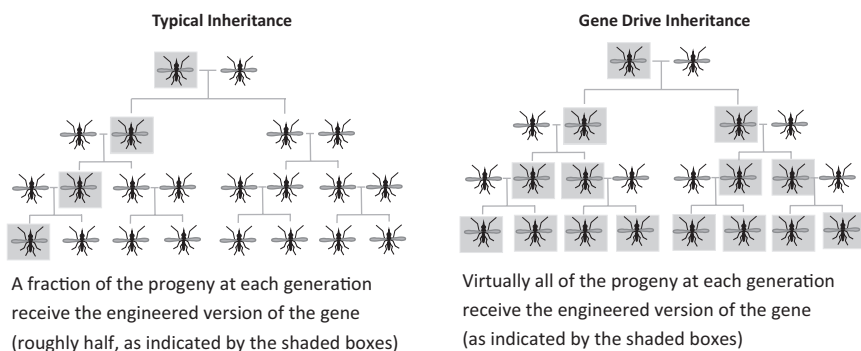 Typical Inheritance
A fraction of the progeny at each generation
receive the engineered version of the gene
(roughly half, as indicated by the shaded boxes)
Gene Drive Inheritance
Virtually all of the progeny at each generation
receive the engineered version of the gene
(as indicated by the shaded boxes)